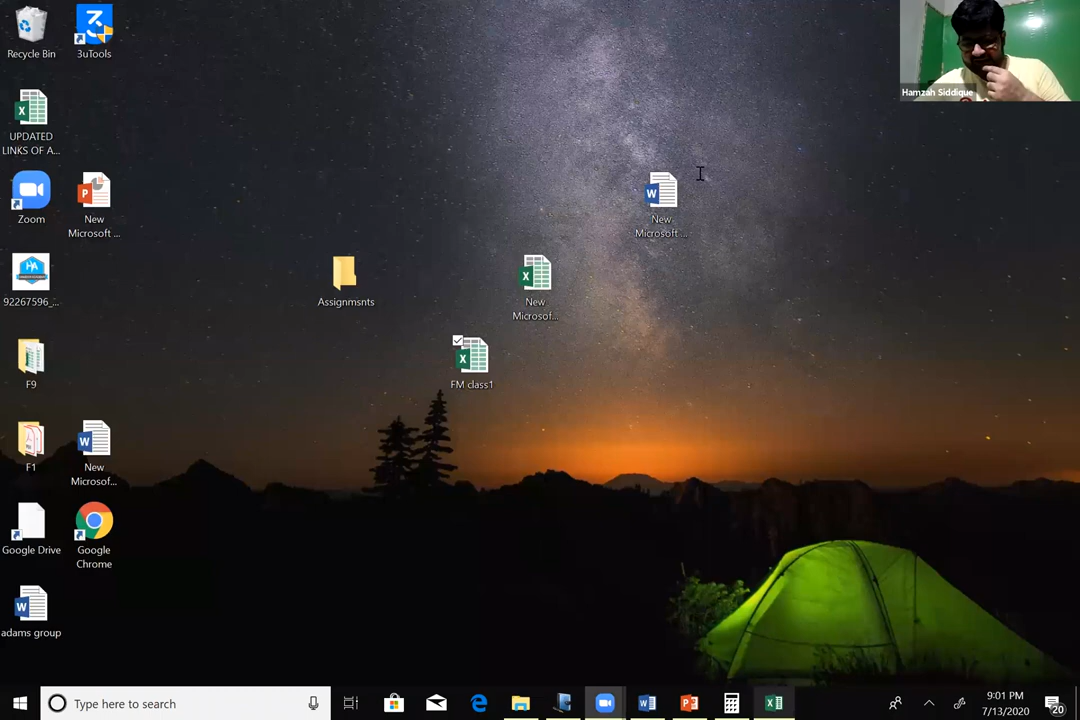 Recycle Bin
3uTools
Hamzah Siddique
UPDATED
LINKS OF A...
Zoom
New
Microsoft ...
New
Microsoft ...
92267596_...
Assignmsnts
New
Microsof...
F9
FM class1
F1
New
Microsof...
Google Drive
Google
Chrome
adams group
Type here to search
9:01 PM
7/13/2020
20